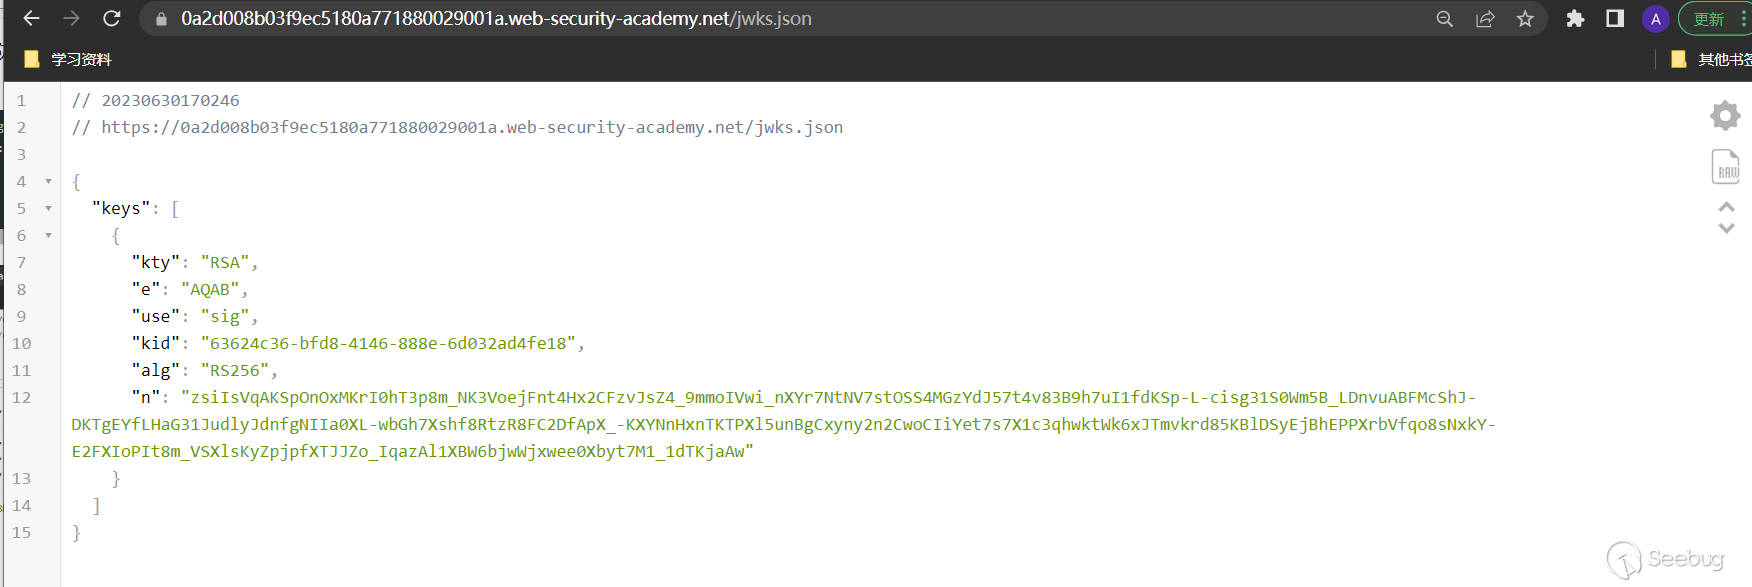 0a2d008b03f9ec5180a771880029001a.web-security-academy.net/jwks.json
A
更新
学习资料
其他书签
1 // 20230630170246
2 // https://0a2d008b03f9ec5180a771880029001a.web-security-academy.net/jwks.json
3
4 {
5 "keys": [
6 {
7 "kty": "RSA",
8 "e": "AQAB",
9 "use": "sig",
10 "kid": "63624c36-bfd8-4146-888e-6d032ad4fe18",
11 "alg": "RS256",
12 "n": "zsiIsVqAKSpOnOxMKrI0hT3p8m_NK3VoejFnt4Hx2CFzvJsZ4_9mmoIVwi_nXYr7NtNV7stOSS4MGzYdJ57t4v83B9h7uI1fdKSp-L-cisg31S0Wm5B_LDnvuABFMcShJ-
DKTgEYfLHaG31JudlyJdnfgNIIa0XL-wbGh7Xshf8RtzR8FC2DfApX_-KXYNnHxnTKTPXl5unBgCxyny2n2CwoCIiYet7s7X1c3qhwktWk6xJTmvkrd85KBlDSyEjBhEPPXrbVfqo8sNxkY-
E2FXIoPIt8m_VSXlsKyZpjpfXTJJZo_IqazAl1XBW6bjwWjxwee0Xbyt7M1_1dTKjaAw"
13 }
14 ]
15 }
RAW
Seebug